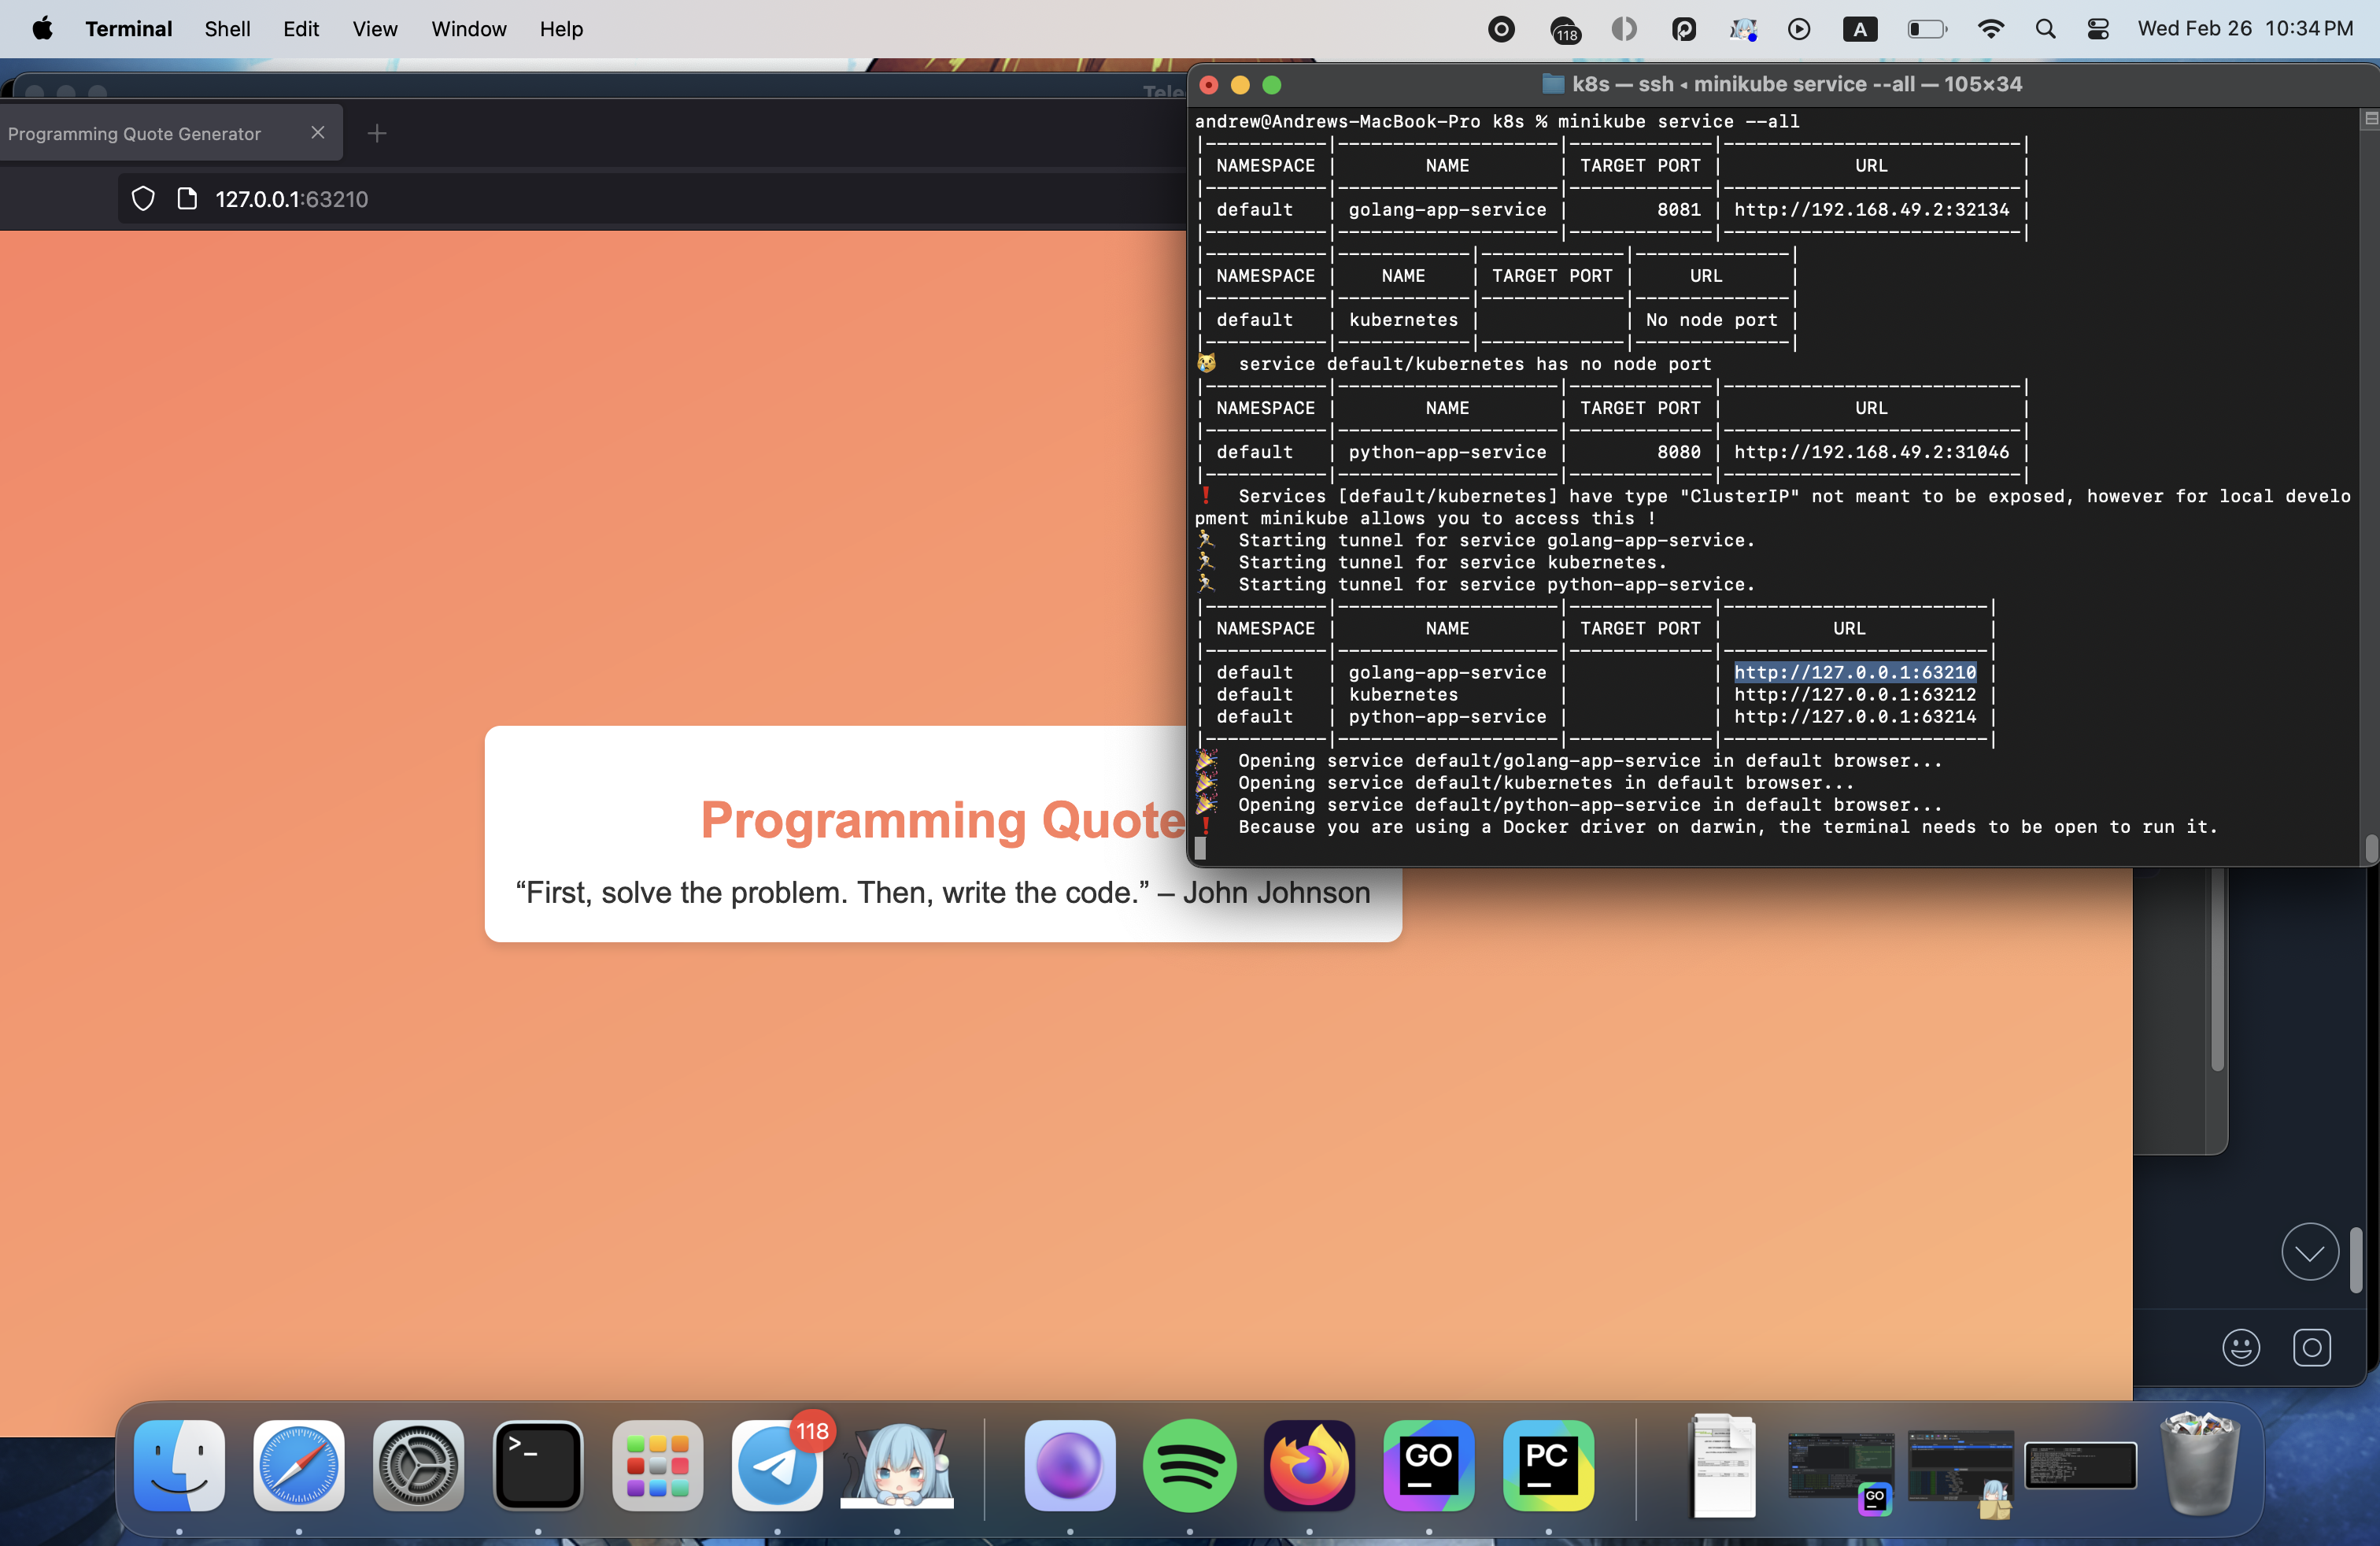 Terminal Shell Edit View Window Help
118 A Wed Feb 26 10:34 PM
Tele
Programming Quote Generator
127.0.0.1:63210
Programming Quote
“First, solve the problem. Then, write the code.” – John Johnson
k8s — ssh ◂ minikube service --all — 105×34
andrew@Andrews-MacBook-Pro k8s % minikube service --all
|-----------|--------------------|-------------|---------------------------|
| NAMESPACE | NAME | TARGET PORT | URL |
|-----------|--------------------|-------------|---------------------------|
| default | golang-app-service | 8081 | http://192.168.49.2:32134 |
|-----------|--------------------|-------------|---------------------------|
|-----------|------------|-------------|--------------|
| NAMESPACE | NAME | TARGET PORT | URL |
|-----------|------------|-------------|--------------|
| default | kubernetes | | No node port |
|-----------|------------|-------------|--------------|
😿 service default/kubernetes has no node port
|-----------|--------------------|-------------|---------------------------|
| NAMESPACE | NAME | TARGET PORT | URL |
|-----------|--------------------|-------------|---------------------------|
| default | python-app-service | 8080 | http://192.168.49.2:31046 |
|-----------|--------------------|-------------|---------------------------|
❗ Services [default/kubernetes] have type "ClusterIP" not meant to be exposed, however for local develo
pment minikube allows you to access this !
🏃 Starting tunnel for service golang-app-service.
🏃 Starting tunnel for service kubernetes.
🏃 Starting tunnel for service python-app-service.
|-----------|--------------------|-------------|------------------------|
| NAMESPACE | NAME | TARGET PORT | URL |
|-----------|--------------------|-------------|------------------------|
| default | golang-app-service | | http://127.0.0.1:63210 |
| default | kubernetes | | http://127.0.0.1:63212 |
| default | python-app-service | | http://127.0.0.1:63214 |
|-----------|--------------------|-------------|------------------------|
🎉 Opening service default/golang-app-service in default browser...
🎉 Opening service default/kubernetes in default browser...
🎉 Opening service default/python-app-service in default browser...
❗ Because you are using a Docker driver on darwin, the terminal needs to be open to run it.
>_ 118 GO PC GO